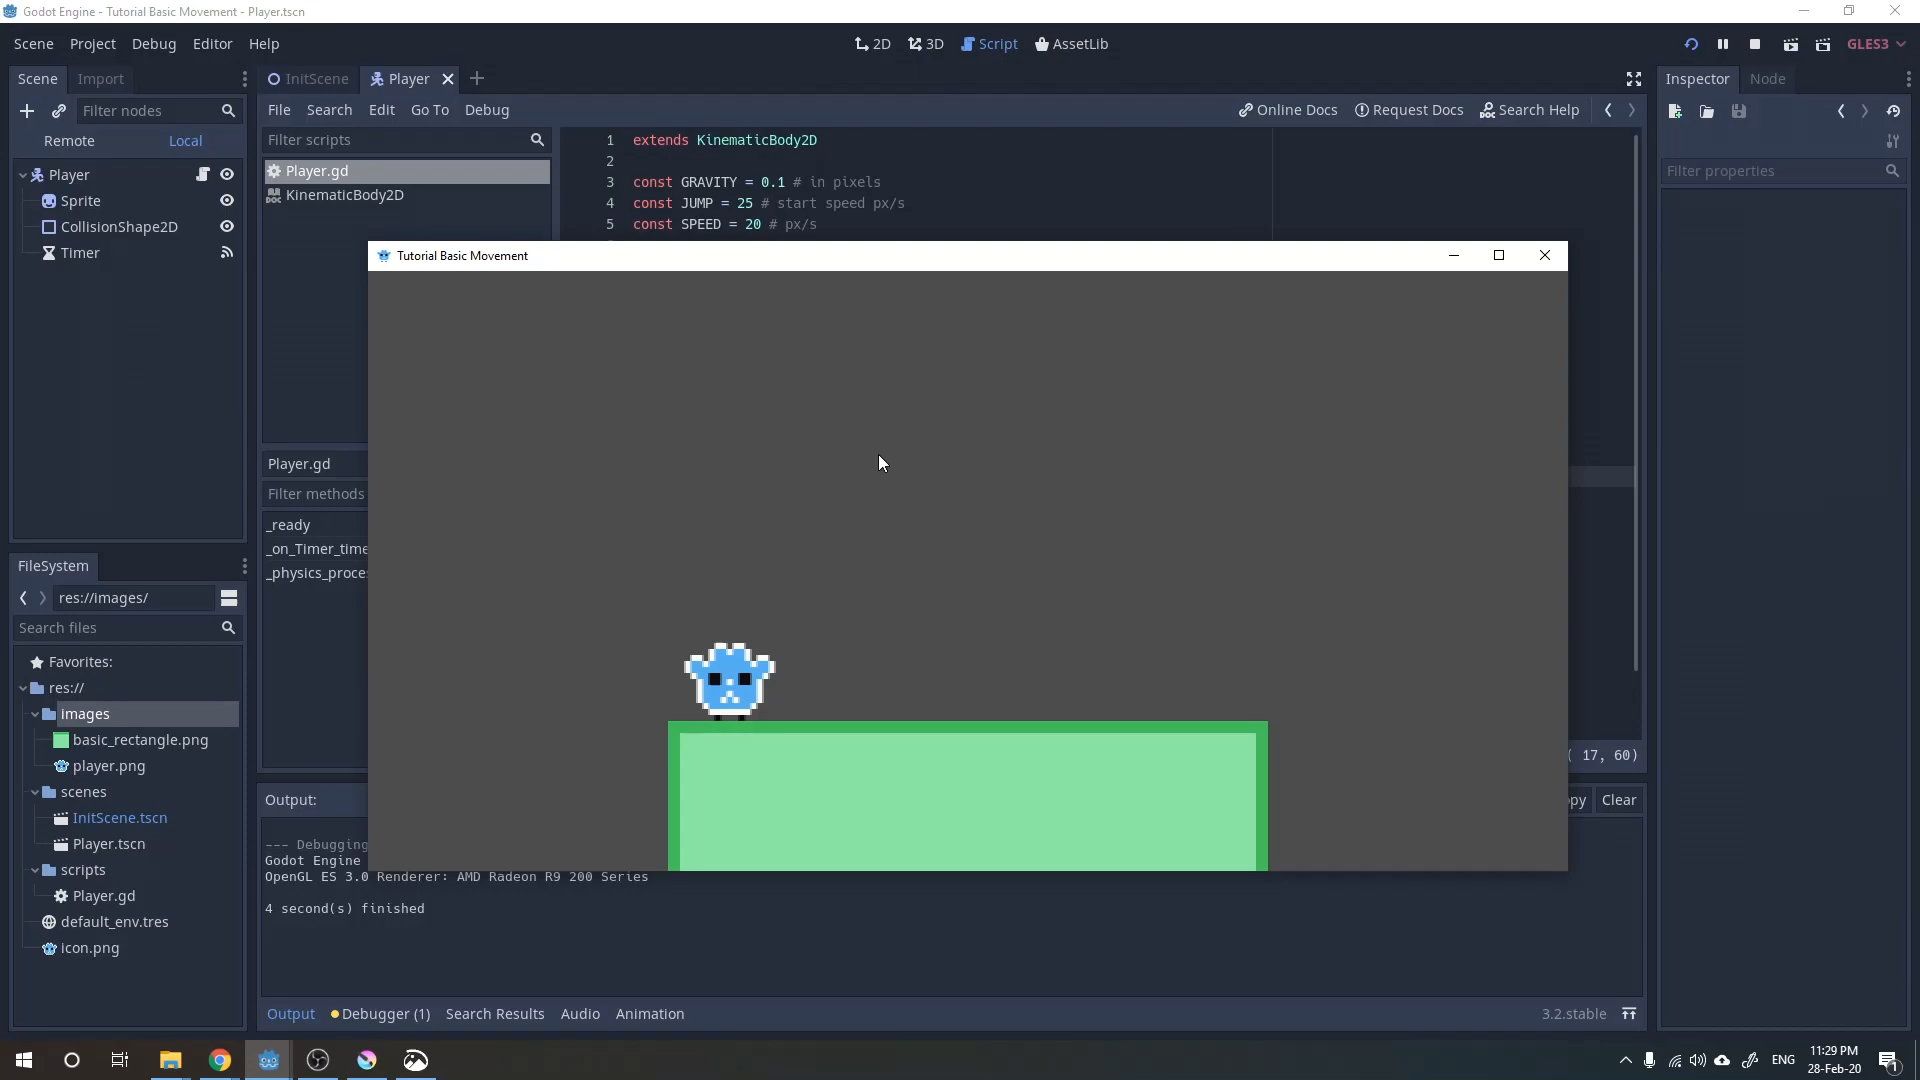 Godot Engine - Tutorial Basic Movement - Player.tscn
Scene Project Debug Editor Help
2D 3D Script AssetLib
GLES3
Scene Import
InitScene Player
Inspector Node
Filter nodes
File Search Edit Go To Debug
Online Docs Request Docs Search Help
Remote Local
Filter scripts
Filter properties
Player
Sprite
CollisionShape2D
Timer
Player.gd
KinematicBody2D
1 extends KinematicBody2D
2
3 const GRAVITY = 0.1 # in pixels
4 const JUMP = 25 # start speed px/s
5 const SPEED = 20 # px/s
Tutorial Basic Movement
Player.gd
Filter methods
_ready
_on_Timer_time
_physics_proce
( 17, 60)
FileSystem
res://images/
Search files
Favorites:
res://
images
basic_rectangle.png
player.png
scenes
InitScene.tscn
Player.tscn
scripts
Player.gd
default_env.tres
icon.png
Output:
opy Clear
--- Debugging
Godot Engine
OpenGL ES 3.0 Renderer: AMD Radeon R9 200 Series
4 second(s) finished
Output Debugger (1) Search Results Audio Animation
3.2.stable
ENG
11:29 PM
28-Feb-20
1